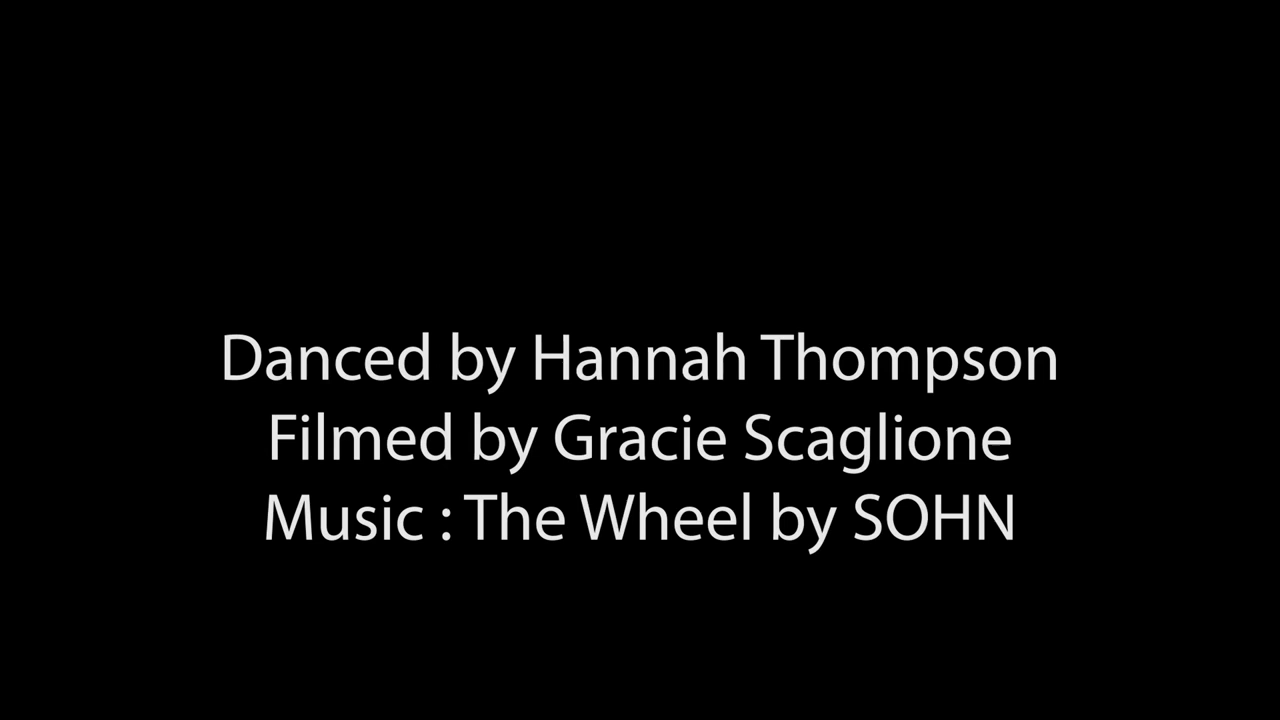 Danced by Hannah Thompson
Filmed by Gracie Scaglione
Music : The Wheel by SOHN